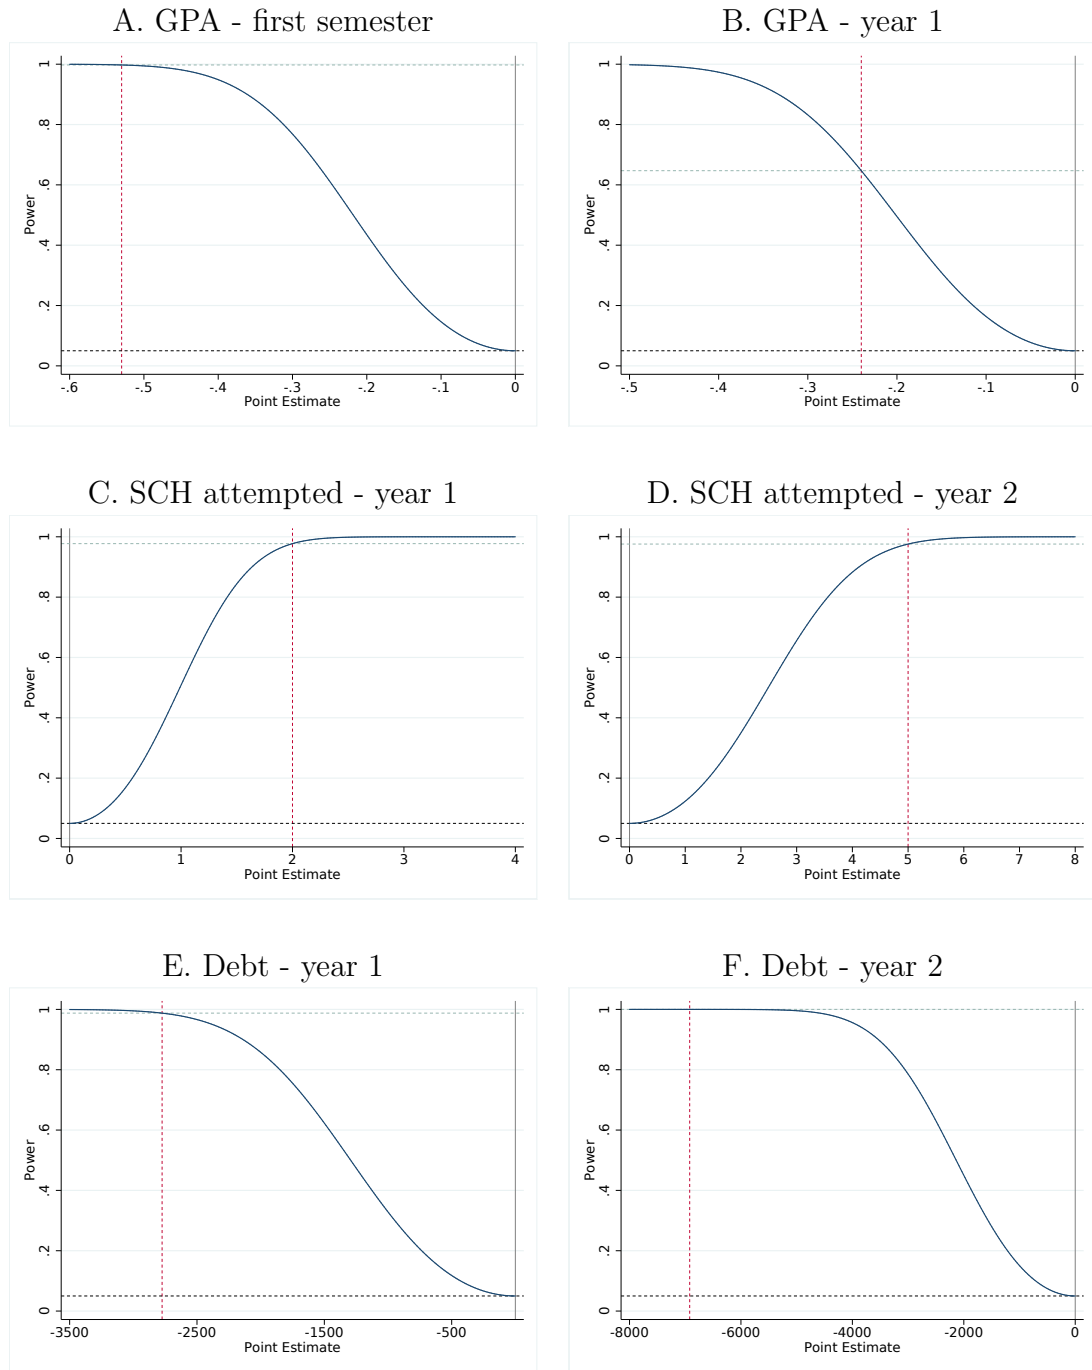 A. GPA - first semester
Power
1
.8
.6
.4
.2
0
-.6 -.5 -.4 -.3 -.2 -.1 0
Point Estimate
B. GPA - year 1
Power
1
.8
.6
.4
.2
0
-.5 -.4 -.3 -.2 -.1 0
Point Estimate
C. SCH attempted - year 1
Power
1
.8
.6
.4
.2
0
0 1 2 3 4
Point Estimate
D. SCH attempted - year 2
Power
1
.8
.6
.4
.2
0
0 1 2 3 4 5 6 7 8
Point Estimate
E. Debt - year 1
Power
1
.8
.6
.4
.2
0
-3500 -2500 -1500 -500
Point Estimate
F. Debt - year 2
Power
1
.8
.6
.4
.2
0
-8000 -6000 -4000 -2000 0
Point Estimate